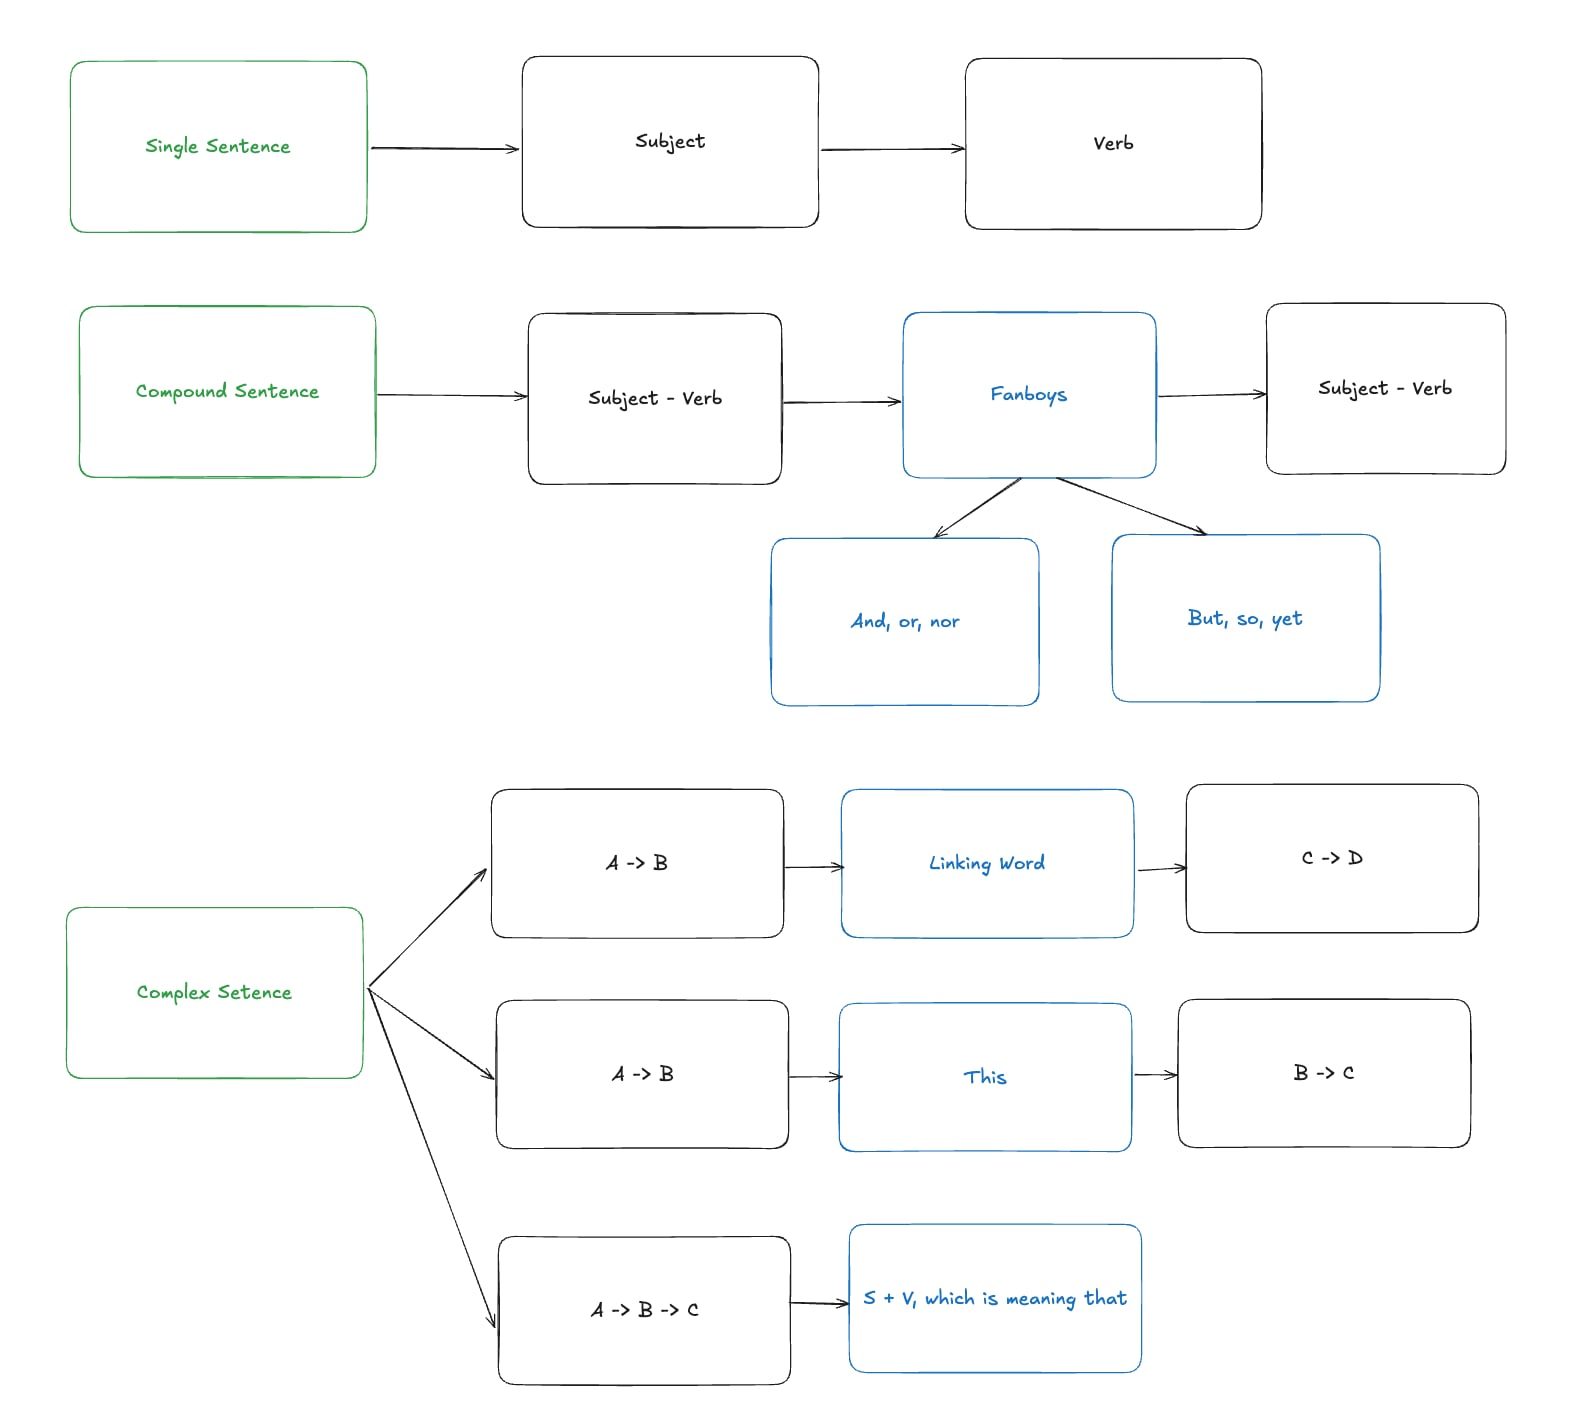 Single Sentence
Subject
Verb
Compound Sentence
Subject - Verb
Fanboys
Subject - Verb
And, or, nor
But, so, yet
Complex Setence
A -> B
Linking Word
C -> D
A -> B
This
B -> C
A -> B -> C
S + V, which is meaning that